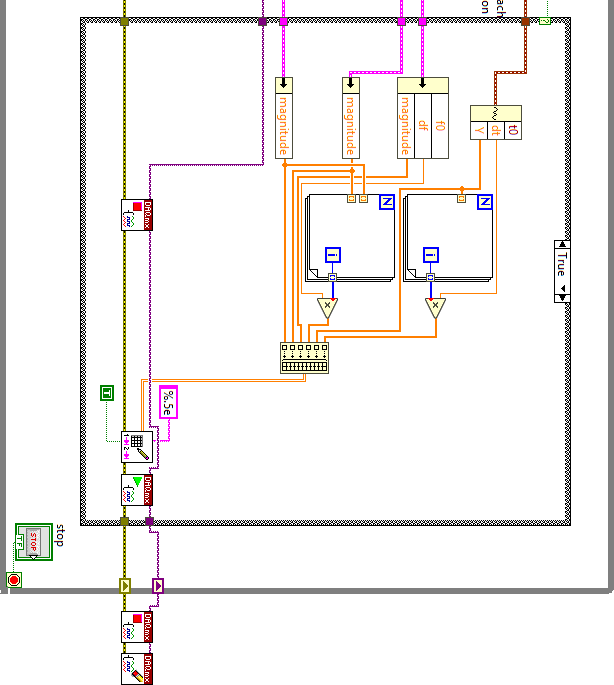 True
ach
on
t0
dt
Y
f0
df
magnitude
magnitude
magnitude
N
N
i
i
%.5e
T
DAQmx
DAQmx
DAQmx
DAQmx
stop
STOP
TF